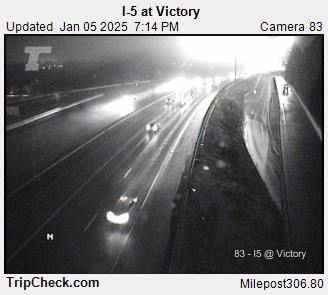 I-5 at Victory
Updated Jan 05 2025 7:14 PM Camera 83
T
N
83 - I5 @ Victory
TripCheck.com Milepost306.80